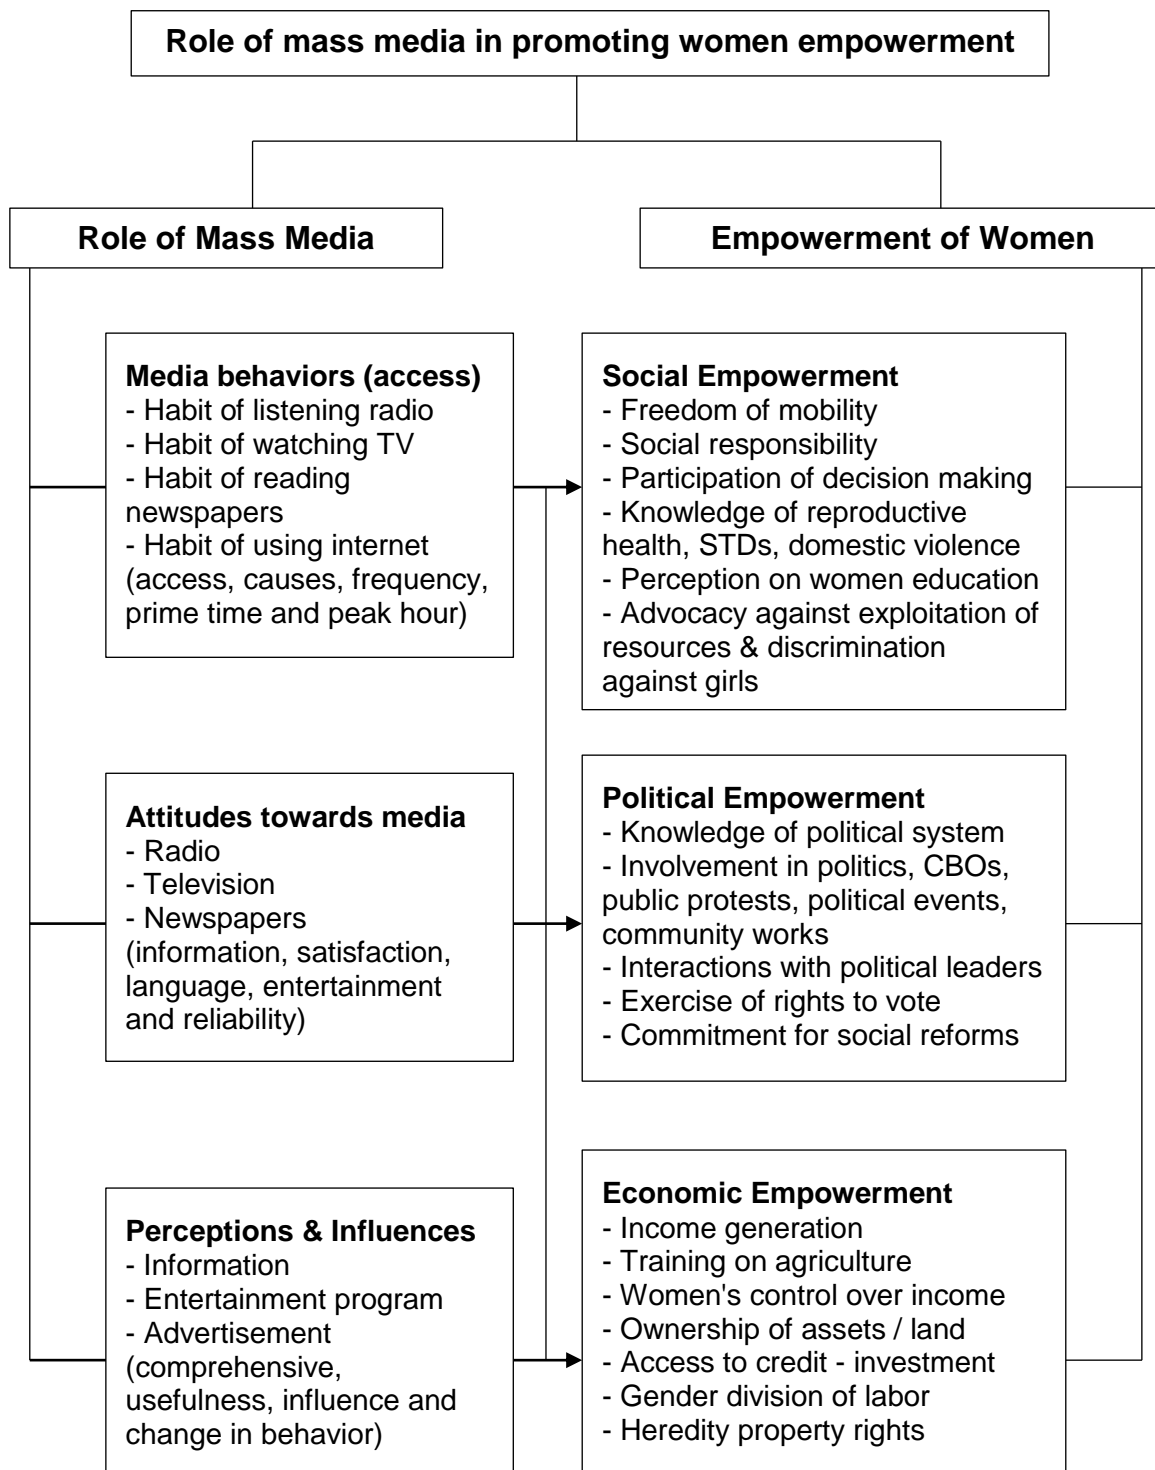 Role of mass media in promoting women empowerment
Role of Mass Media
Empowerment of Women
Media behaviors (access)
- Habit of listening radio
- Habit of watching TV
- Habit of reading
newspapers
- Habit of using internet
(access, causes, frequency,
prime time and peak hour)
Social Empowerment
- Freedom of mobility
- Social responsibility
- Participation of decision making
- Knowledge of reproductive
health, STDs, domestic violence
- Perception on women education
- Advocacy against exploitation of
resources & discrimination
against girls
Attitudes towards media
- Radio
- Television
- Newspapers
(information, satisfaction,
language, entertainment
and reliability)
Political Empowerment
- Knowledge of political system
- Involvement in politics, CBOs,
public protests, political events,
community works
- Interactions with political leaders
- Exercise of rights to vote
- Commitment for social reforms
Perceptions & Influences
- Information
- Entertainment program
- Advertisement
(comprehensive,
usefulness, influence and
change in behavior)
Economic Empowerment
- Income generation
- Training on agriculture
- Women's control over income
- Ownership of assets / land
- Access to credit - investment
- Gender division of labor
- Heredity property rights